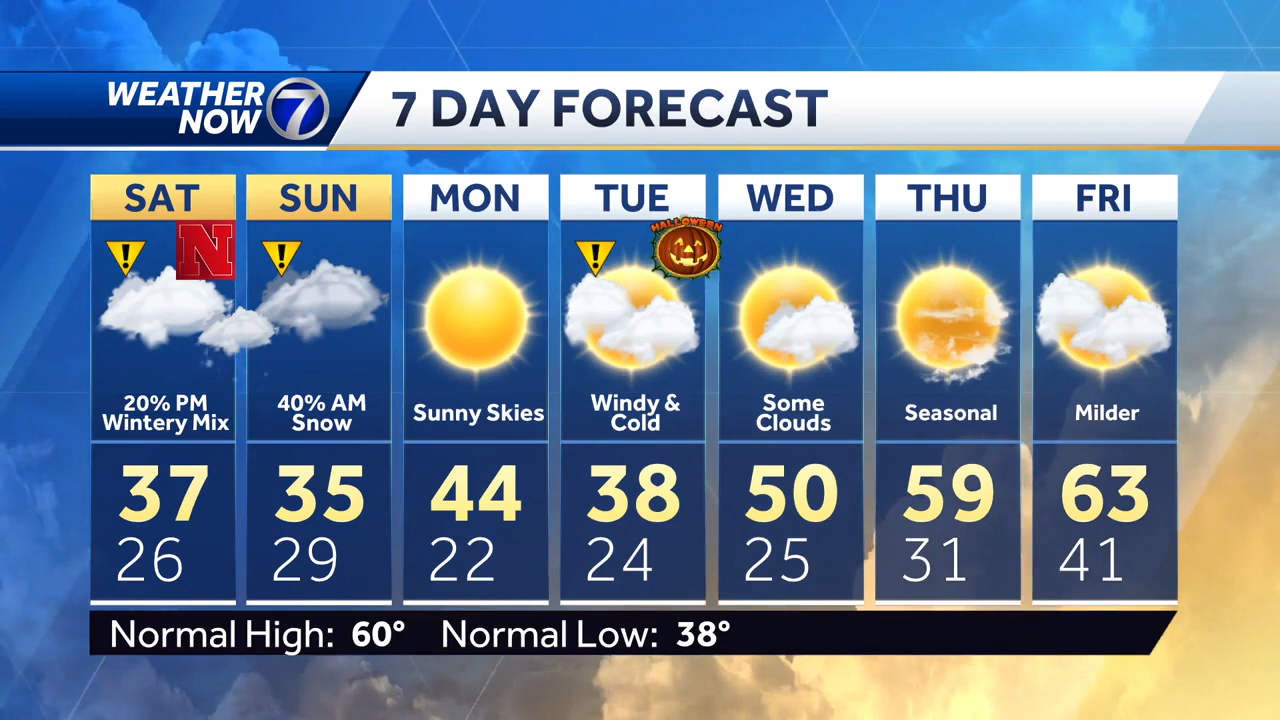 WEATHER
NOW 7
7 DAY FORECAST
SAT SUN MON TUE WED THU FRI
! N ! ! HALLOWEEN
20% PM
Wintery Mix
40% AM
Snow
Sunny Skies
Windy &
Cold
Some
Clouds
Seasonal
Milder
37 35 44 38 50 59 63
26 29 22 24 25 31 41
Normal High: 60° Normal Low: 38°